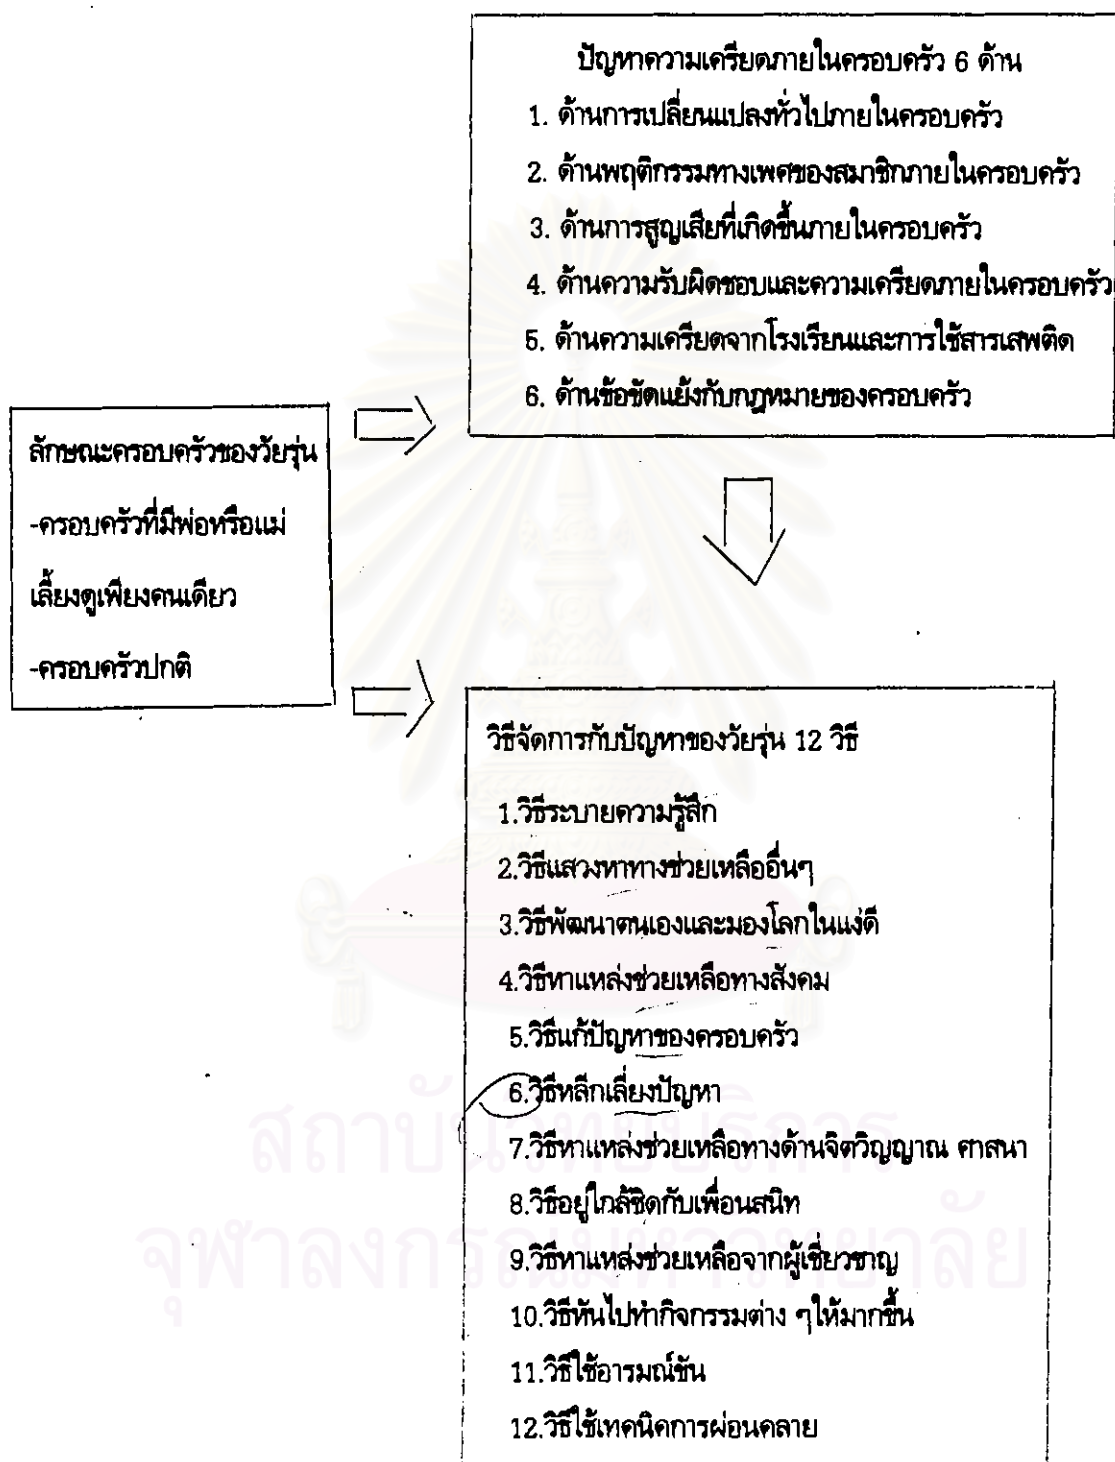 ปัญหาความเครียดภายในครอบครัว 6 ด้าน
1. ด้านการเปลี่ยนแปลงทั่วไปภายในครอบครัว
2. ด้านพฤติกรรมทางเพศของสมาชิกภายในครอบครัว
3. ด้านการสูญเสียที่เกิดขึ้นภายในครอบครัว
4. ด้านความรับผิดชอบและความเครียดภายในครอบครัว
5. ด้านความเครียดจากโรงเรียนและการใช้สารเสพติด
6. ด้านข้อขัดแย้งกับกฎหมายของครอบครัว
ลักษณะครอบครัวของวัยรุ่น
-ครอบครัวที่มีพ่อหรือแม่
เลี้ยงดูเพียงคนเดียว
-ครอบครัวปกติ
วิธีจัดการกับปัญหาของวัยรุ่น 12 วิธี
1.วิธีระบายความรู้สึก
2.วิธีแสวงหาทางช่วยเหลืออื่นๆ
3.วิธีพัฒนาตนเองและมองโลกในแง่ดี
4.วิธีหาแหล่งช่วยเหลือทางสังคม
5.วิธีแก้ปัญหาของครอบครัว
6.วิธีหลีกเลี่ยงปัญหา
7.วิธีหาแหล่งช่วยเหลือทางด้านจิตวิญญาณ ศาสนา
8.วิธีอยู่ใกล้ชิดกับเพื่อนสนิท
9.วิธีหาแหล่งช่วยเหลือจากผู้เชี่ยวชาญ
10.วิธีหันไปทำกิจกรรมต่าง ๆให้มากขึ้น
11.วิธีใช้อารมณ์ขัน
12.วิธีใช้เทคนิคการผ่อนคลาย
สถาบันวิทยบริการ
จุฬาลงกรณ์มหาวิทยาลัย